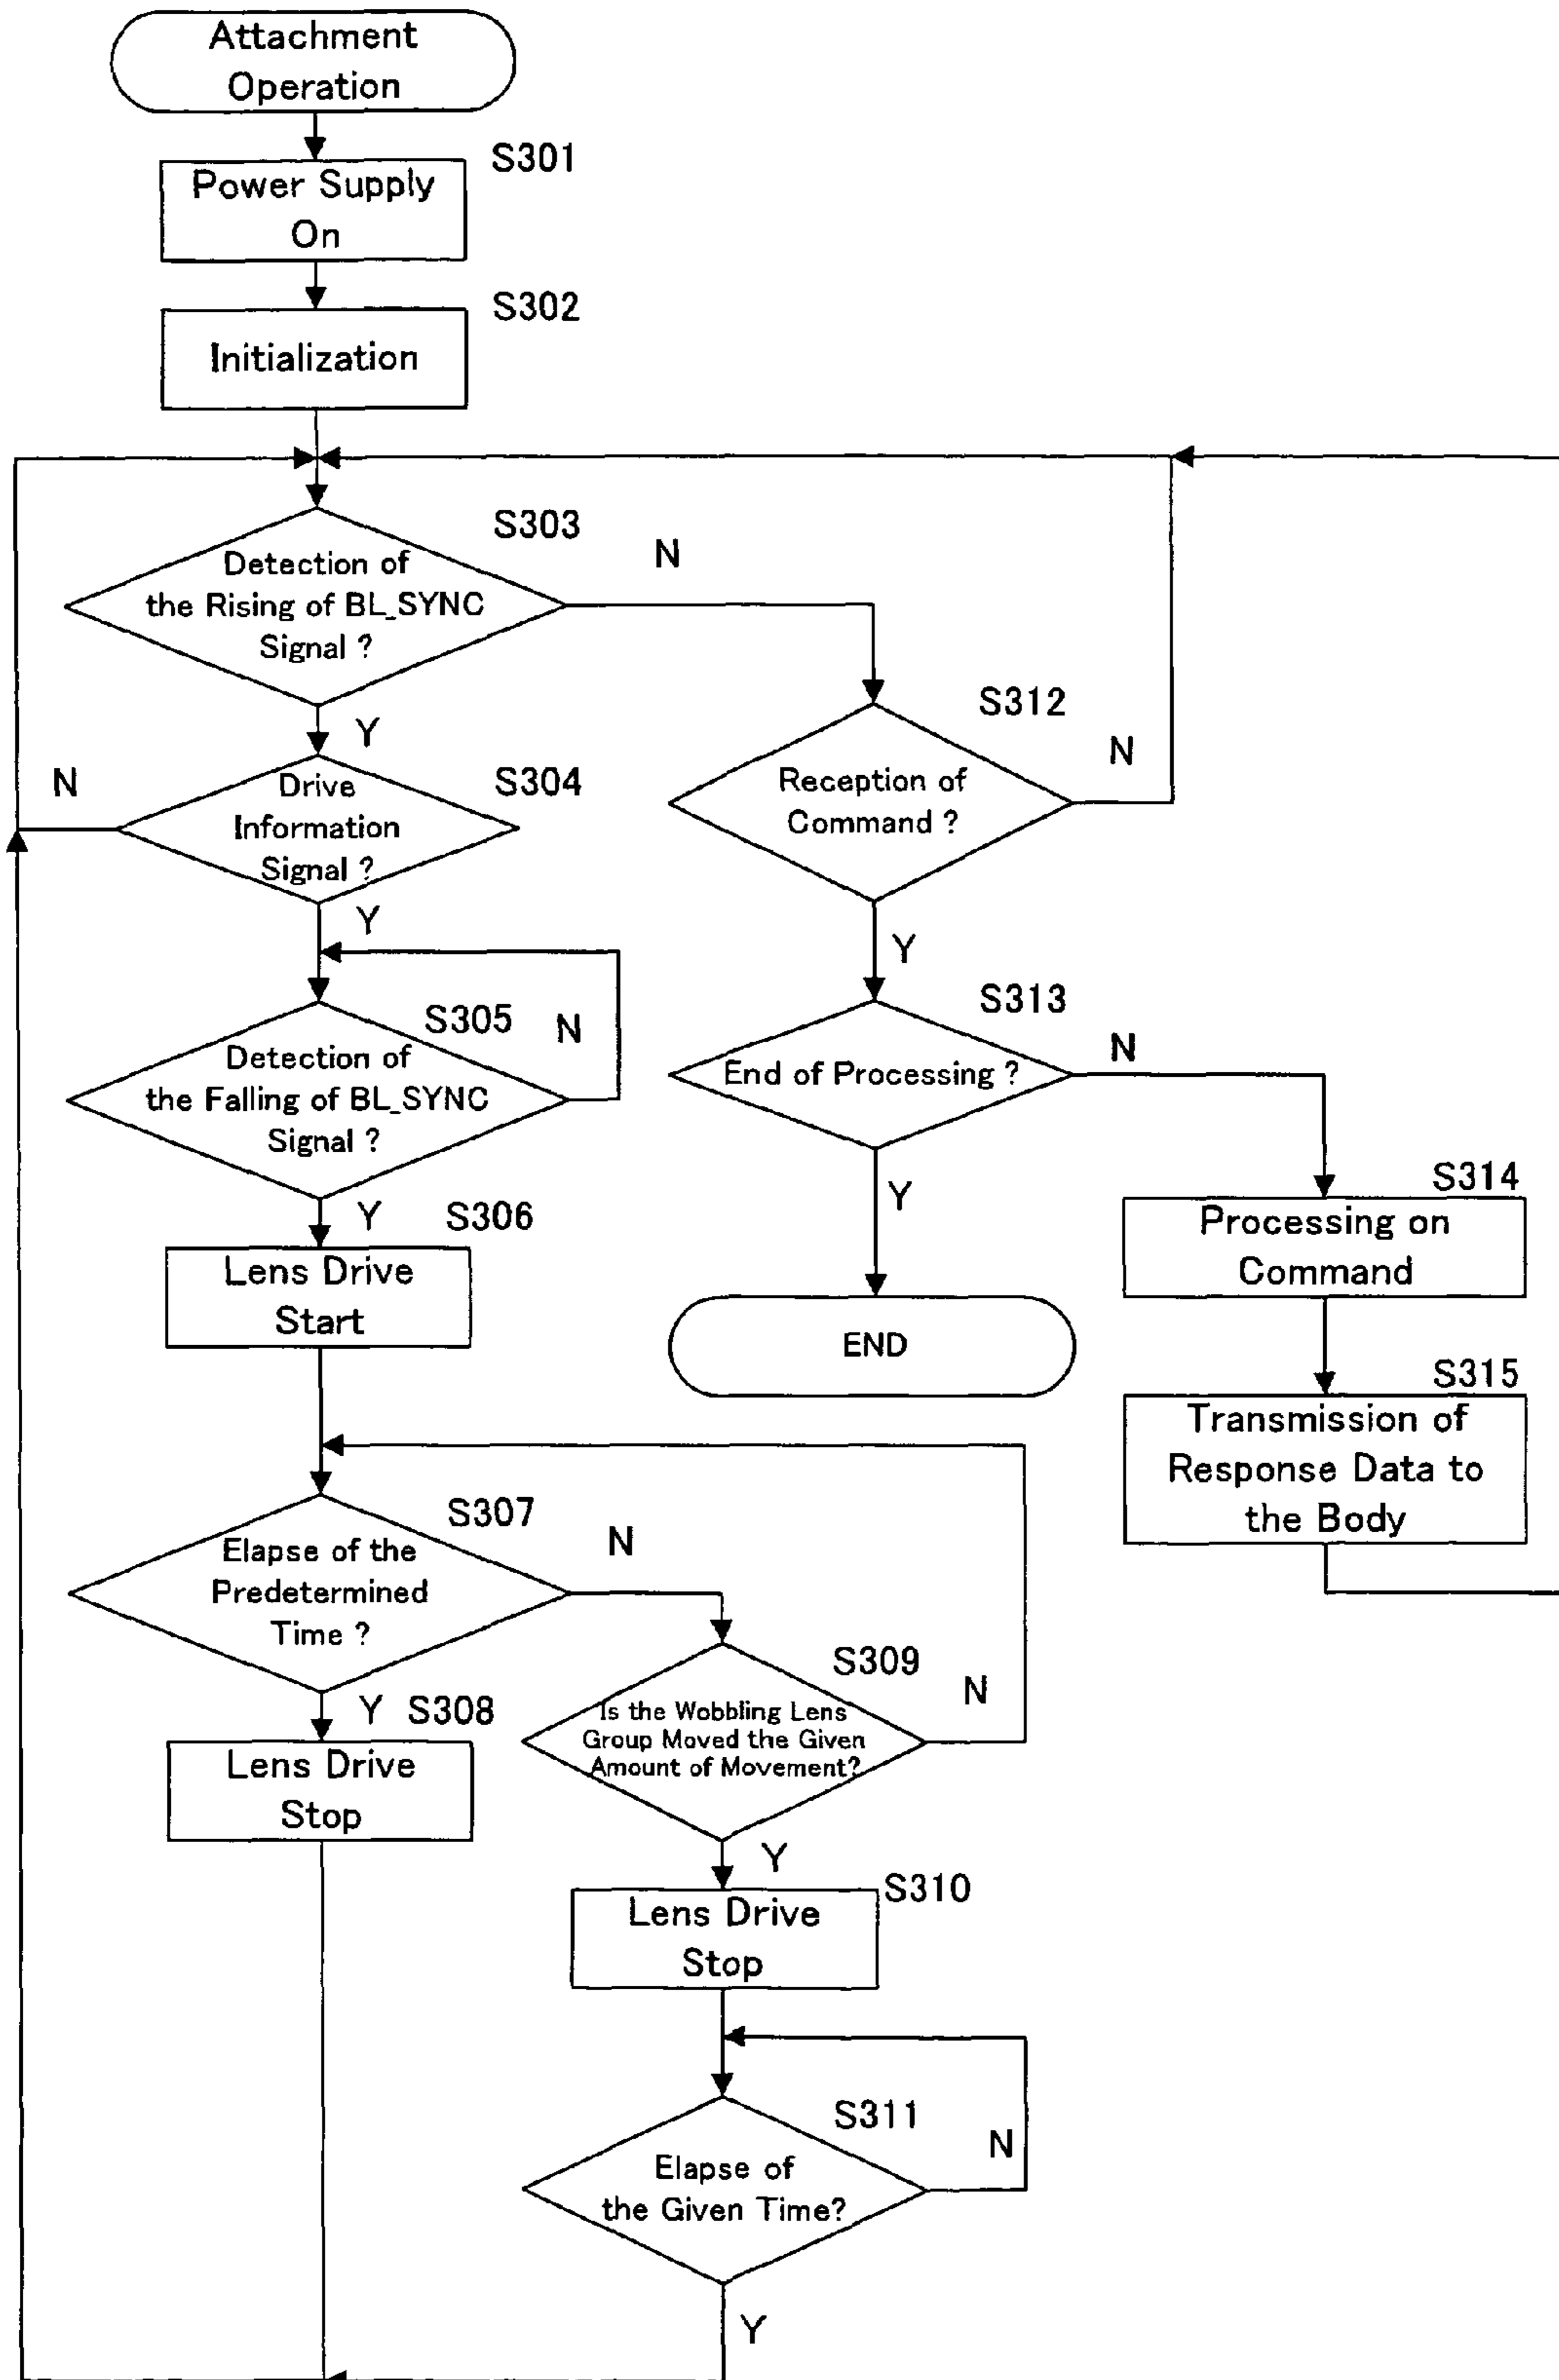 Attachment
Operation
S301
Power Supply
On
S302
Initialization
S303
Detection of
the Rising of BL_SYNC
Signal ?
N
Y
S304
Drive
Information
Signal ?
N
Y
S305
Detection of
the Falling of BL_SYNC
Signal ?
N
Y
S306
Lens Drive
Start
S307
Elapse of the
Predetermined
Time ?
N
Y
S308
Lens Drive
Stop
S309
Is the Wobbling Lens
Group Moved the Given
Amount of Movement?
N
Y
S310
Lens Drive
Stop
S311
Elapse of
the Given Time?
N
Y
S312
Reception of
Command ?
N
Y
S313
End of Processing ?
N
Y
END
S314
Processing on
Command
S315
Transmission of
Response Data to
the Body